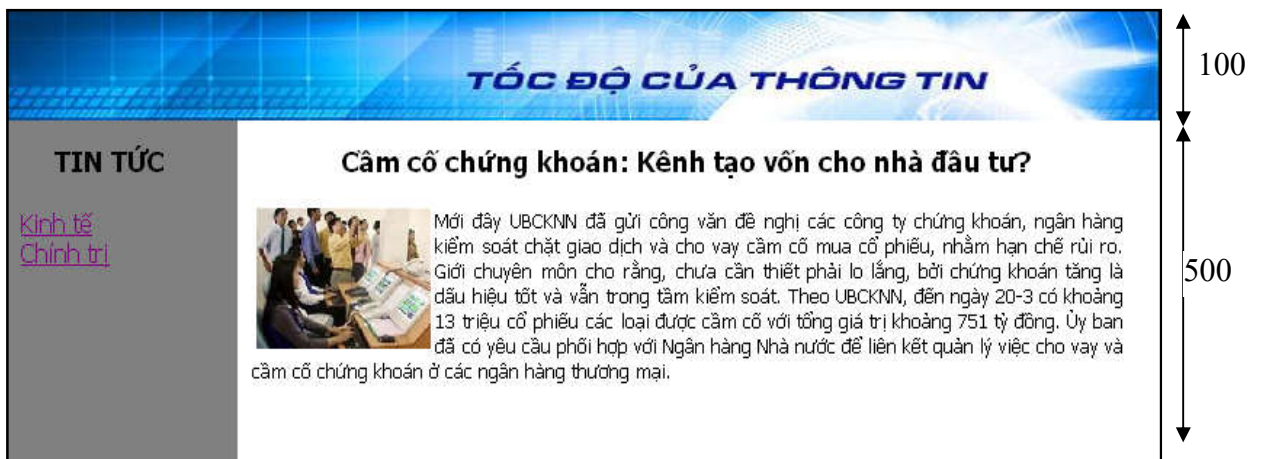 TỐC ĐỘ CỦA THÔNG TIN
100
TIN TỨC
Kinh tế
Chính trị
Cầm cố chứng khoán: Kênh tạo vốn cho nhà đầu tư?
Mới đây UBCKNN đã gửi công văn đề nghị các công ty chứng khoán, ngân hàng
kiểm soát chặt giao dịch và cho vay cầm cố mua cổ phiếu, nhằm hạn chế rủi ro.
Giới chuyên môn cho rằng, chưa cần thiết phải lo lắng, bởi chứng khoán tăng là
dấu hiệu tốt và vẫn trong tầm kiểm soát. Theo UBCKNN, đến ngày 20-3 có khoảng
13 triệu cổ phiếu các loại được cầm cố với tổng giá trị khoảng 751 tỷ đồng. Ủy ban
đã có yêu cầu phối hợp với Ngân hàng Nhà nước để liên kết quản lý việc cho vay và
cầm cố chứng khoán ở các ngân hàng thương mại.
500